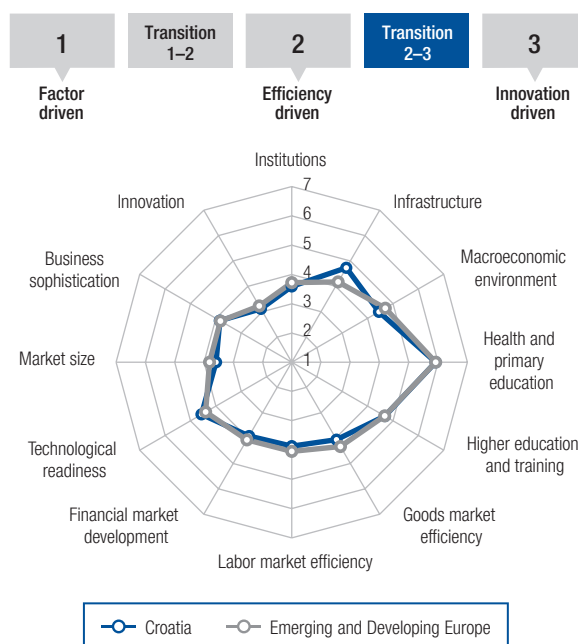 1
Transition
1–2
2
Transition
2–3
3
Factor
driven
Efficiency
driven
Innovation
driven
Institutions
Innovation
Infrastructure
Business
sophistication
Macroeconomic
environment
Market size
Health and
primary
education
Technological
readiness
Higher education
and training
Financial market
development
Goods market
efficiency
Labor market efficiency
7
6
5
4
3
2
1
Croatia
Emerging and Developing Europe